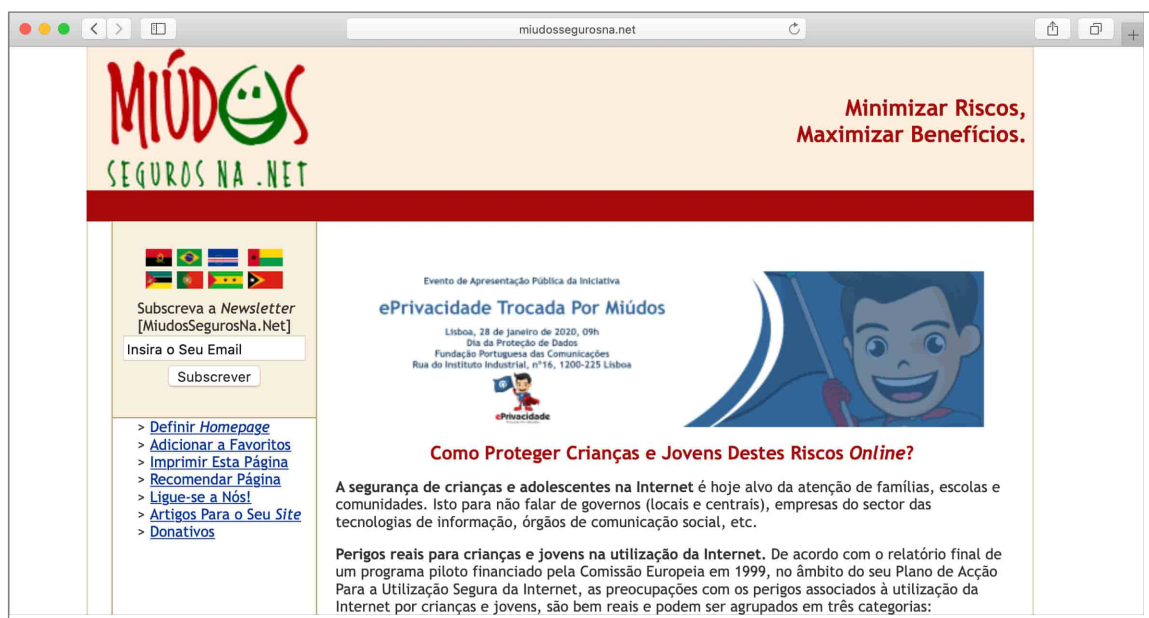 miudossegurosna.net
MIÚDOS
SEGUROS NA .NET
Minimizar Riscos,
Maximizar Benefícios.
Subscreva a Newsletter
[MiudosSegurosNa.Net]
Insira o Seu Email
Subscrever
> Definir Homepage
> Adicionar a Favoritos
> Imprimir Esta Página
> Recomendar Página
> Ligue-se a Nós!
> Artigos Para o Seu Site
> Donativos
Evento de Apresentação Pública da Iniciativa
ePrivacidade Trocada Por Miúdos
Lisboa, 28 de janeiro de 2020, 09h
Dia da Proteção de Dados
Fundação Portuguesa das Comunicações
Rua do Instituto Industrial, nº16, 1200-225 Lisboa
ePrivacidade
Trocada Por Miúdos
Como Proteger Crianças e Jovens Destes Riscos Online?
A segurança de crianças e adolescentes na Internet é hoje alvo da atenção de famílias, escolas e
comunidades. Isto para não falar de governos (locais e centrais), empresas do sector das
tecnologias de informação, órgãos de comunicação social, etc.
Perigos reais para crianças e jovens na utilização da Internet. De acordo com o relatório final de
um programa piloto financiado pela Comissão Europeia em 1999, no âmbito do seu Plano de Acção
Para a Utilização Segura da Internet, as preocupações com os perigos associados à utilização da
Internet por crianças e jovens, são bem reais e podem ser agrupados em três categorias: